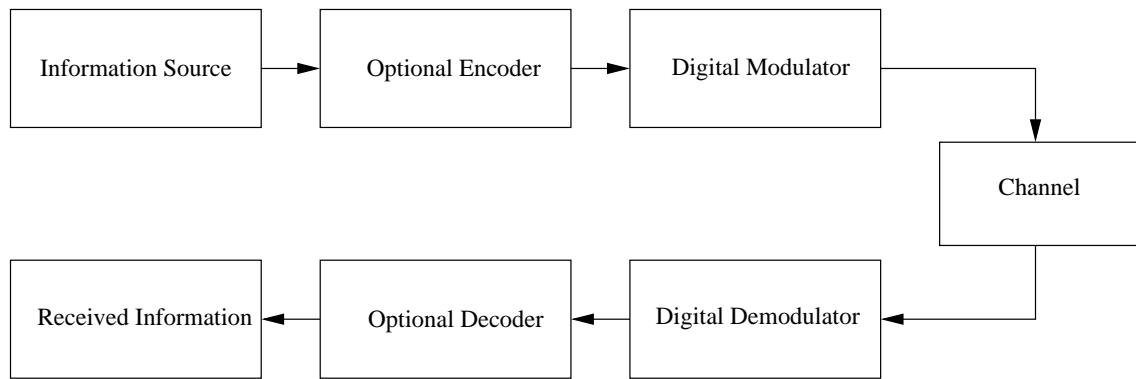 Information Source
Optional Encoder
Digital Modulator
Channel
Digital Demodulator
Optional Decoder
Received Information